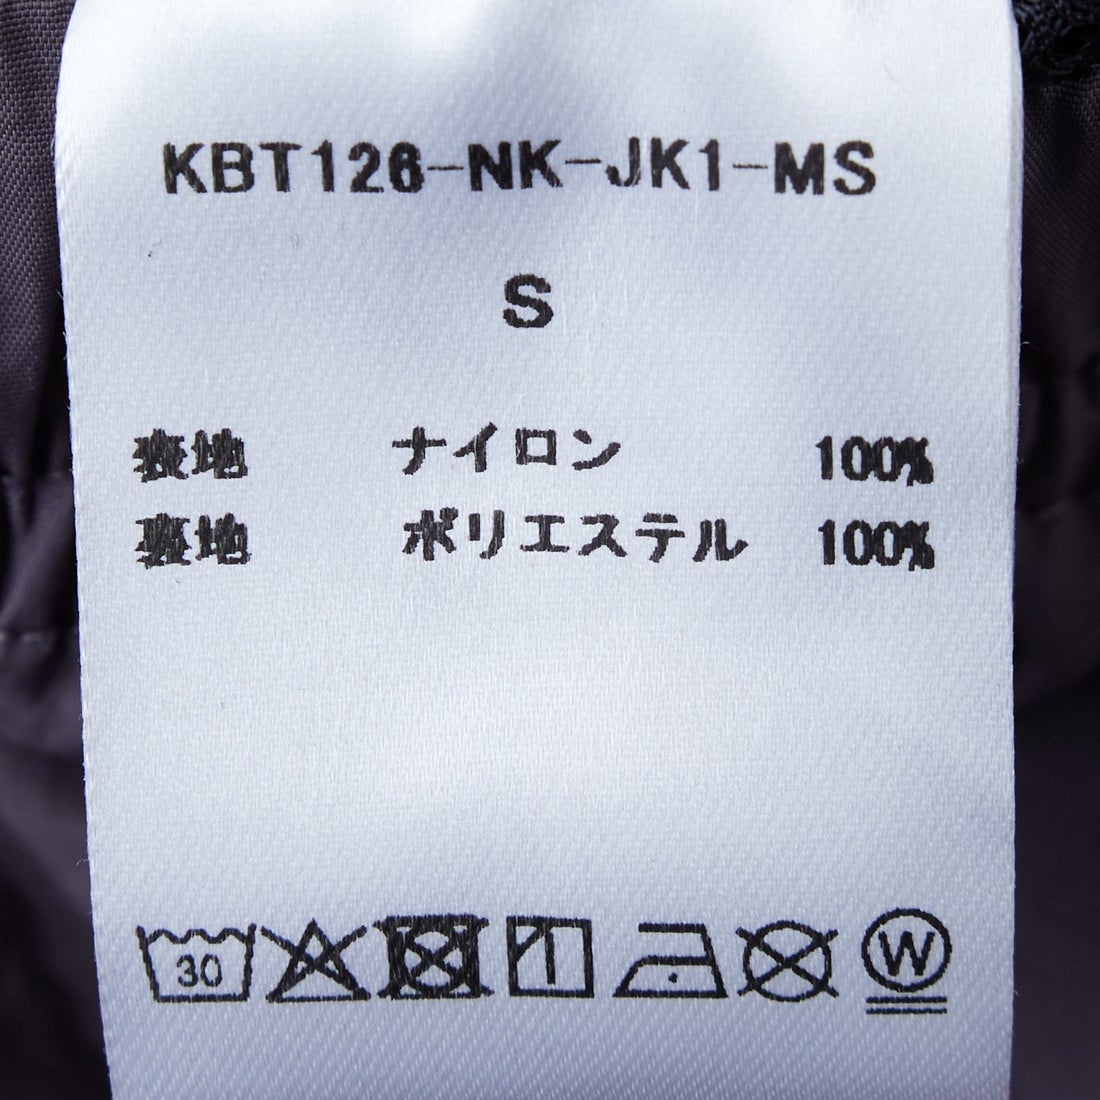 KBT126-NK-JK1-MS
S
表地 ナイロン 100%
裏地 ポリエステル 100%
30
W